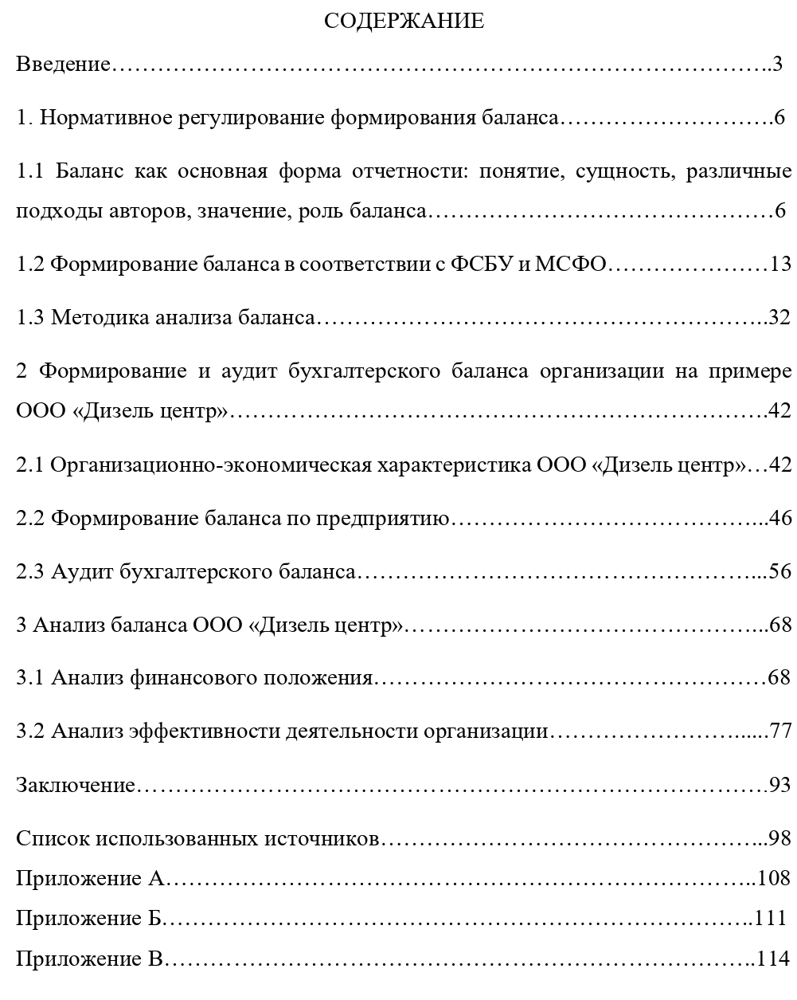 СОДЕРЖАНИЕ
Введение…………………………………………………………………………..3
1. Нормативное регулирование формирования баланса……………………….6
1.1 Баланс как основная форма отчетности: понятие, сущность, различные
подходы авторов, значение, роль баланса………………………………………6
1.2 Формирование баланса в соответствии с ФСБУ и МСФО…………………13
1.3 Методика анализа баланса…………………………………………………..32
2 Формирование и аудит бухгалтерского баланса организации на примере
ООО «Дизель центр»…………………………………………………………….42
2.1 Организационно-экономическая характеристика ООО «Дизель центр»…42
2.2 Формирование баланса по предприятию…………………………………...46
2.3 Аудит бухгалтерского баланса……………………………………………...56
3 Анализ баланса ООО «Дизель центр»………………………………………...68
3.1 Анализ финансового положения……………………………………………68
3.2 Анализ эффективности деятельности организации……………………......77
Заключение……………………………………………………………………….93
Список использованных источников…………………………………………...98
Приложение А…………………………………………………………………..108
Приложение Б…………………………………………………………………..111
Приложение В…………………………………………………………………..114